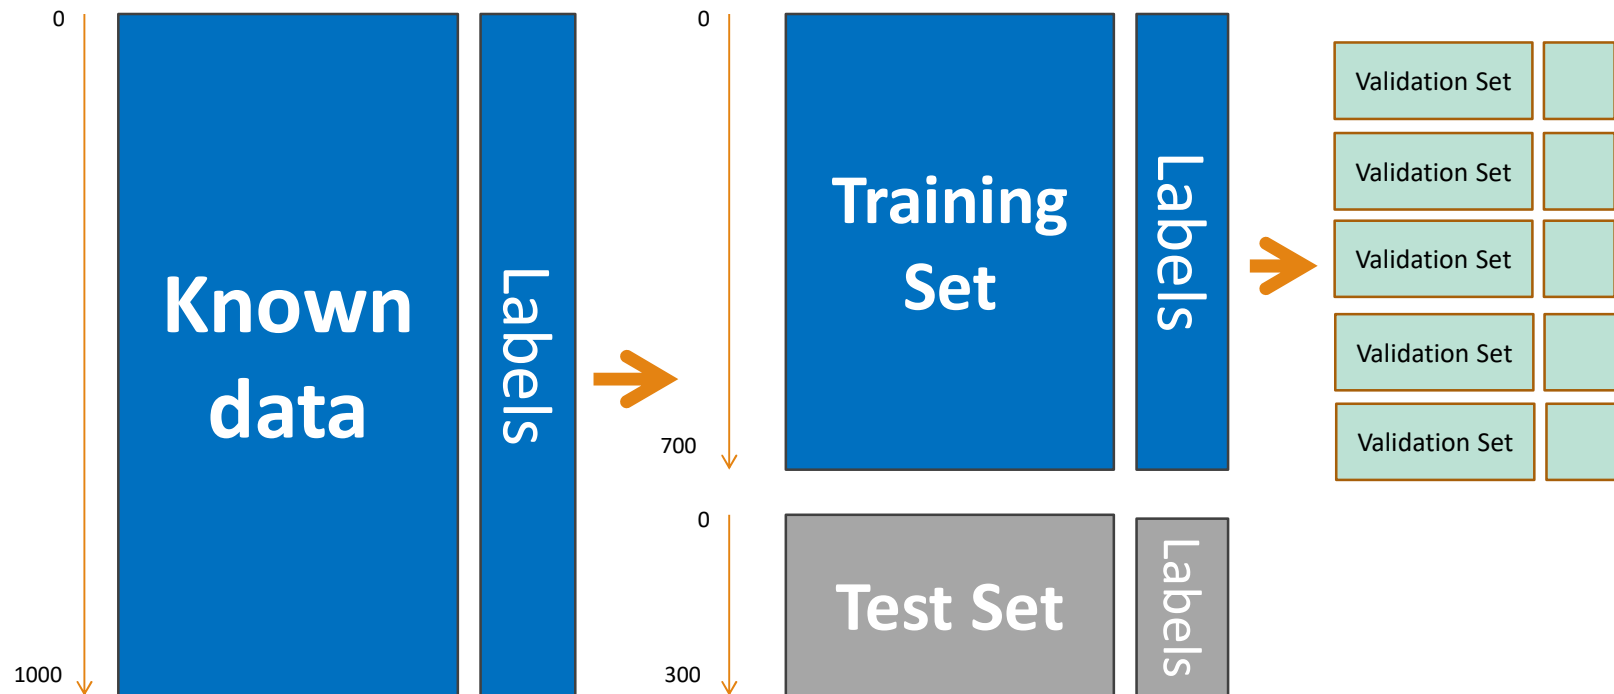 0
1000
Known
data
Labels
0
700
Training
Set
Labels
0
300
Test Set
Labels
Validation Set
Validation Set
Validation Set
Validation Set
Validation Set